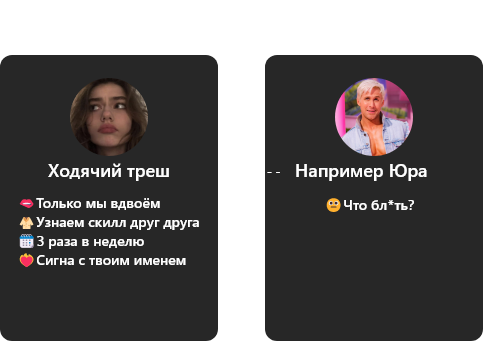 Ходячий треш
Только мы вдвоём
Узнаем скилл друг друга
3 раза в неделю
Сигна с твоим именем
-- Например Юра
Что бл*ть?